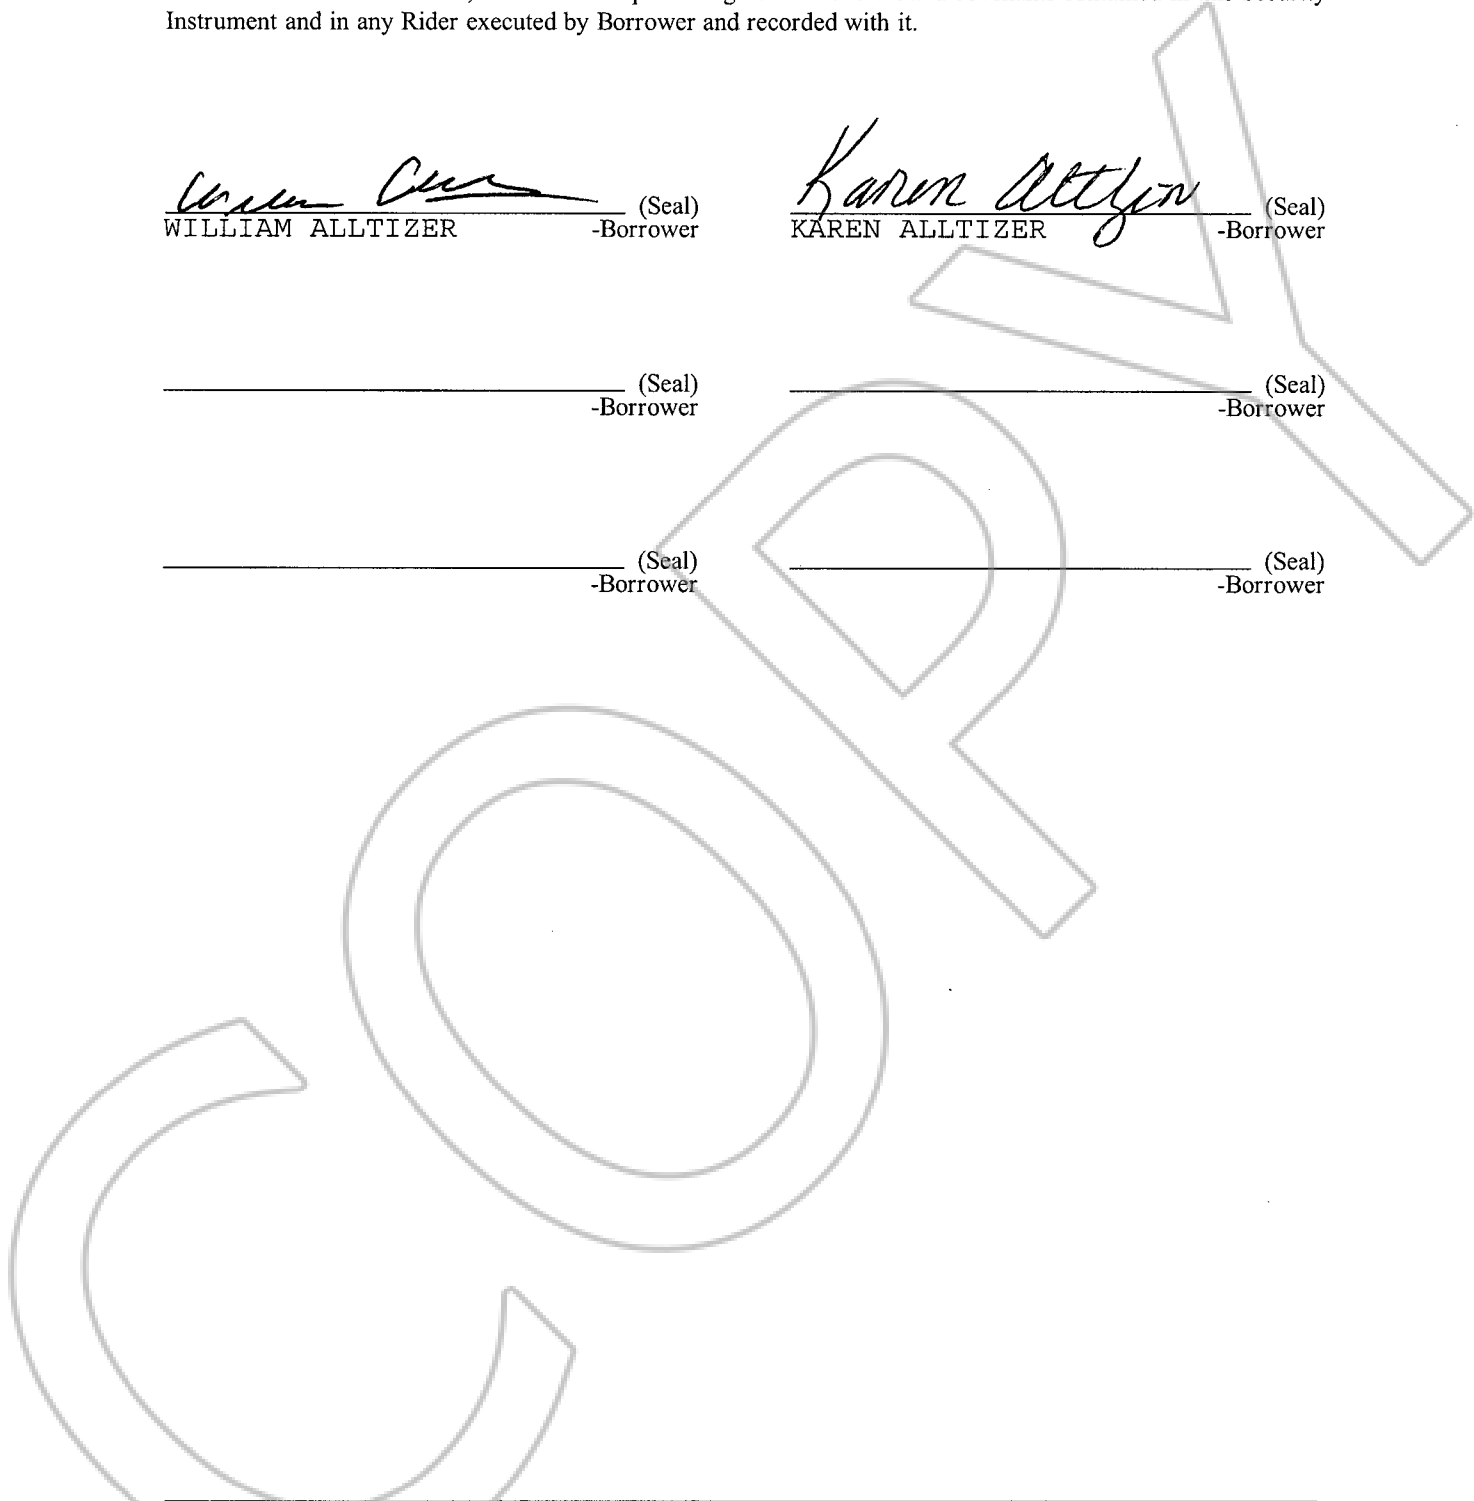 Instrument and in any Rider executed by Borrower and recorded with it.
Karen (Seal) (Seal)
WILLIAM ALLTIZER -Borrower KAREN ALLTIZER -Borrower
(Seal) (Seal)
-Borrower -Borrower
(Seal) (Seal)
-Borrower -Borrower
COPY